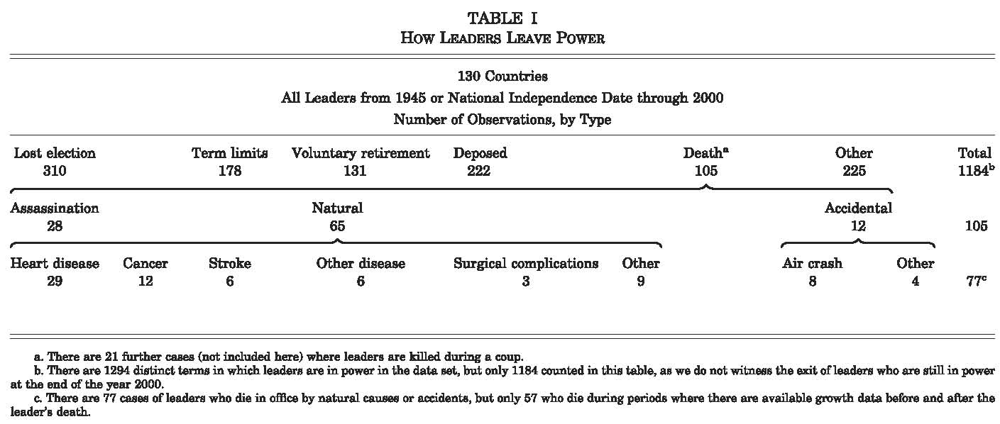 TABLE I
HOW LEADERS LEAVE POWER
130 Countries
All Leaders from 1945 or National Independence Date through 2000
Number of Observations, by Type
Lost election Term limits Voluntary retirement Deposed Deathᵃ Other Total
310 178 131 222 105 225 1184ᵇ
Assassination Natural Accidental
28 65 12 105
Heart disease Cancer Stroke Other disease Surgical complications Other Air crash Other
29 12 6 6 3 9 8 4 77ᶜ
a. There are 21 further cases (not included here) where leaders are killed during a coup.
b. There are 1294 distinct terms in which leaders are in power in the data set, but only 1184 counted in this table, as we do not witness the exit of leaders who are still in power
at the end of the year 2000.
c. There are 77 cases of leaders who die in office by natural causes or accidents, but only 57 who die during periods where there are available growth data before and after the
leader's death.